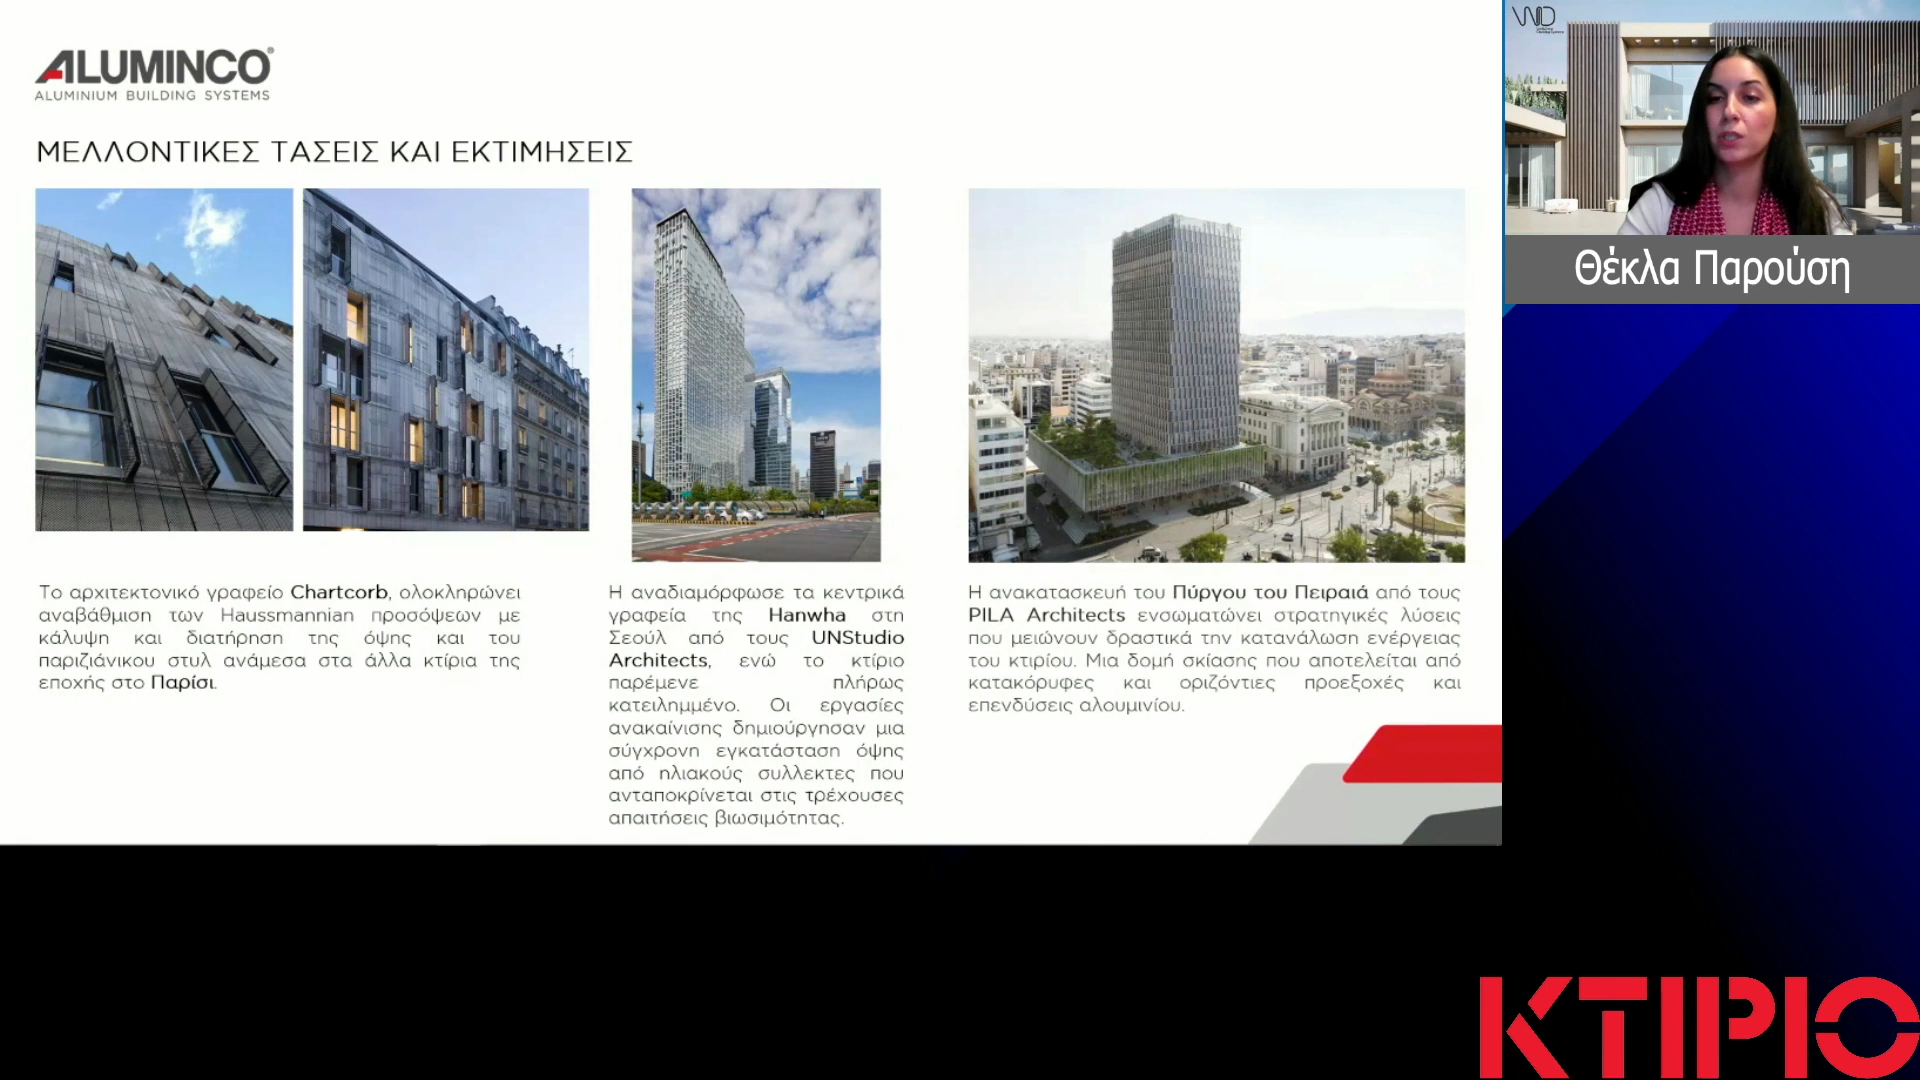 ALUMINCO®
ALUMINIUM BUILDING SYSTEMS
ΜΕΛΛΟΝΤΙΚΕΣ ΤΑΣΕΙΣ ΚΑΙ ΕΚΤΙΜΗΣΕΙΣ
Το αρχιτεκτονικό γραφείο Chartcorb, ολοκληρώνει
αναβάθμιση των Haussmannian προσόψεων με
κάλυψη και διατήρηση της όψης και του
παριζιάνικου στυλ ανάμεσα στα άλλα κτίρια της
εποχής στο Παρίσι.
Η αναδιαμόρφωσε τα κεντρικά
γραφεία της Hanwha στη
Σεούλ από τους UNStudio
Architects, ενώ το κτίριο
παρέμενε πλήρως
κατειλημμένο. Οι εργασίες
ανακαίνισης δημιούργησαν μια
σύγχρονη εγκατάσταση όψης
από ηλιακούς συλλεκτες που
ανταποκρίνεται στις τρέχουσες
απαιτήσεις βιωσιμότητας.
Η ανακατασκευή του Πύργου του Πειραιά από τους
PILA Architects ενσωματώνει στρατηγικές λύσεις
που μειώνουν δραστικά την κατανάλωση ενέργειας
του κτιρίου. Μια δομή σκίασης που αποτελείται από
κατακόρυφες και οριζόντιες προεξοχές και
επενδύσεις αλουμινίου.
Θέκλα Παρούση
ΚΤΙΡΙΟ